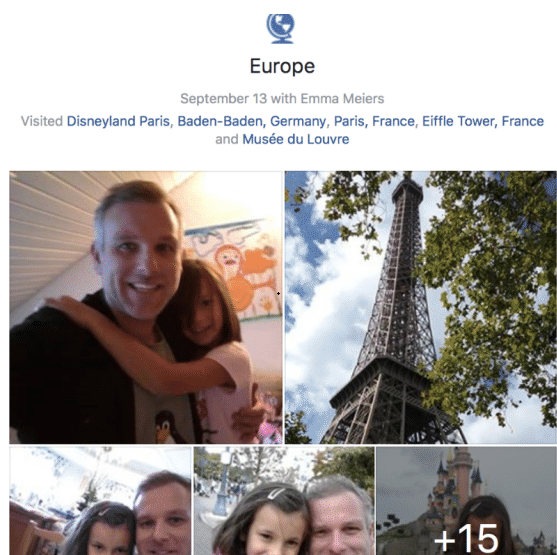 Europe
September 13 with Emma Meiers
Visited Disneyland Paris, Baden-Baden, Germany, Paris, France, Eiffle Tower, France
and Musée du Louvre
+15